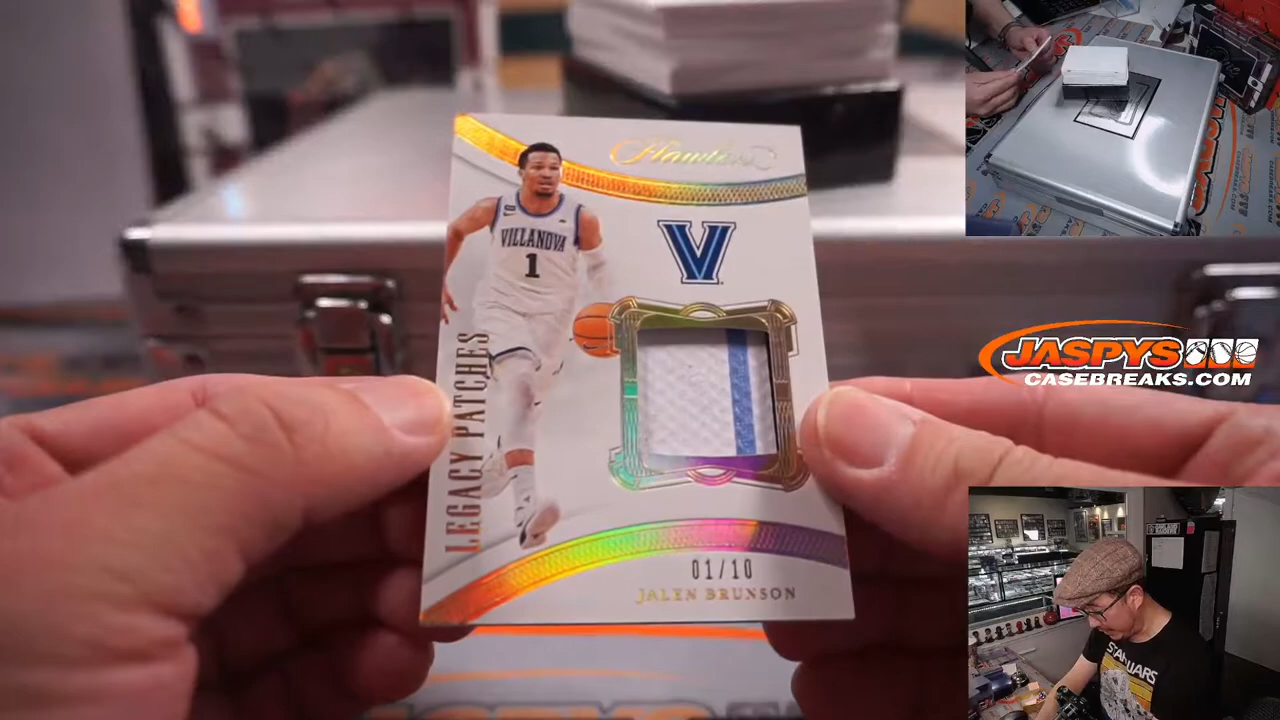 Flawless
VILLANOVA
1
V
LEGACY PATCHES
01/10
JALEN BRUNSON
JASPYS
CASEBREAKS.COM
STAR WARS